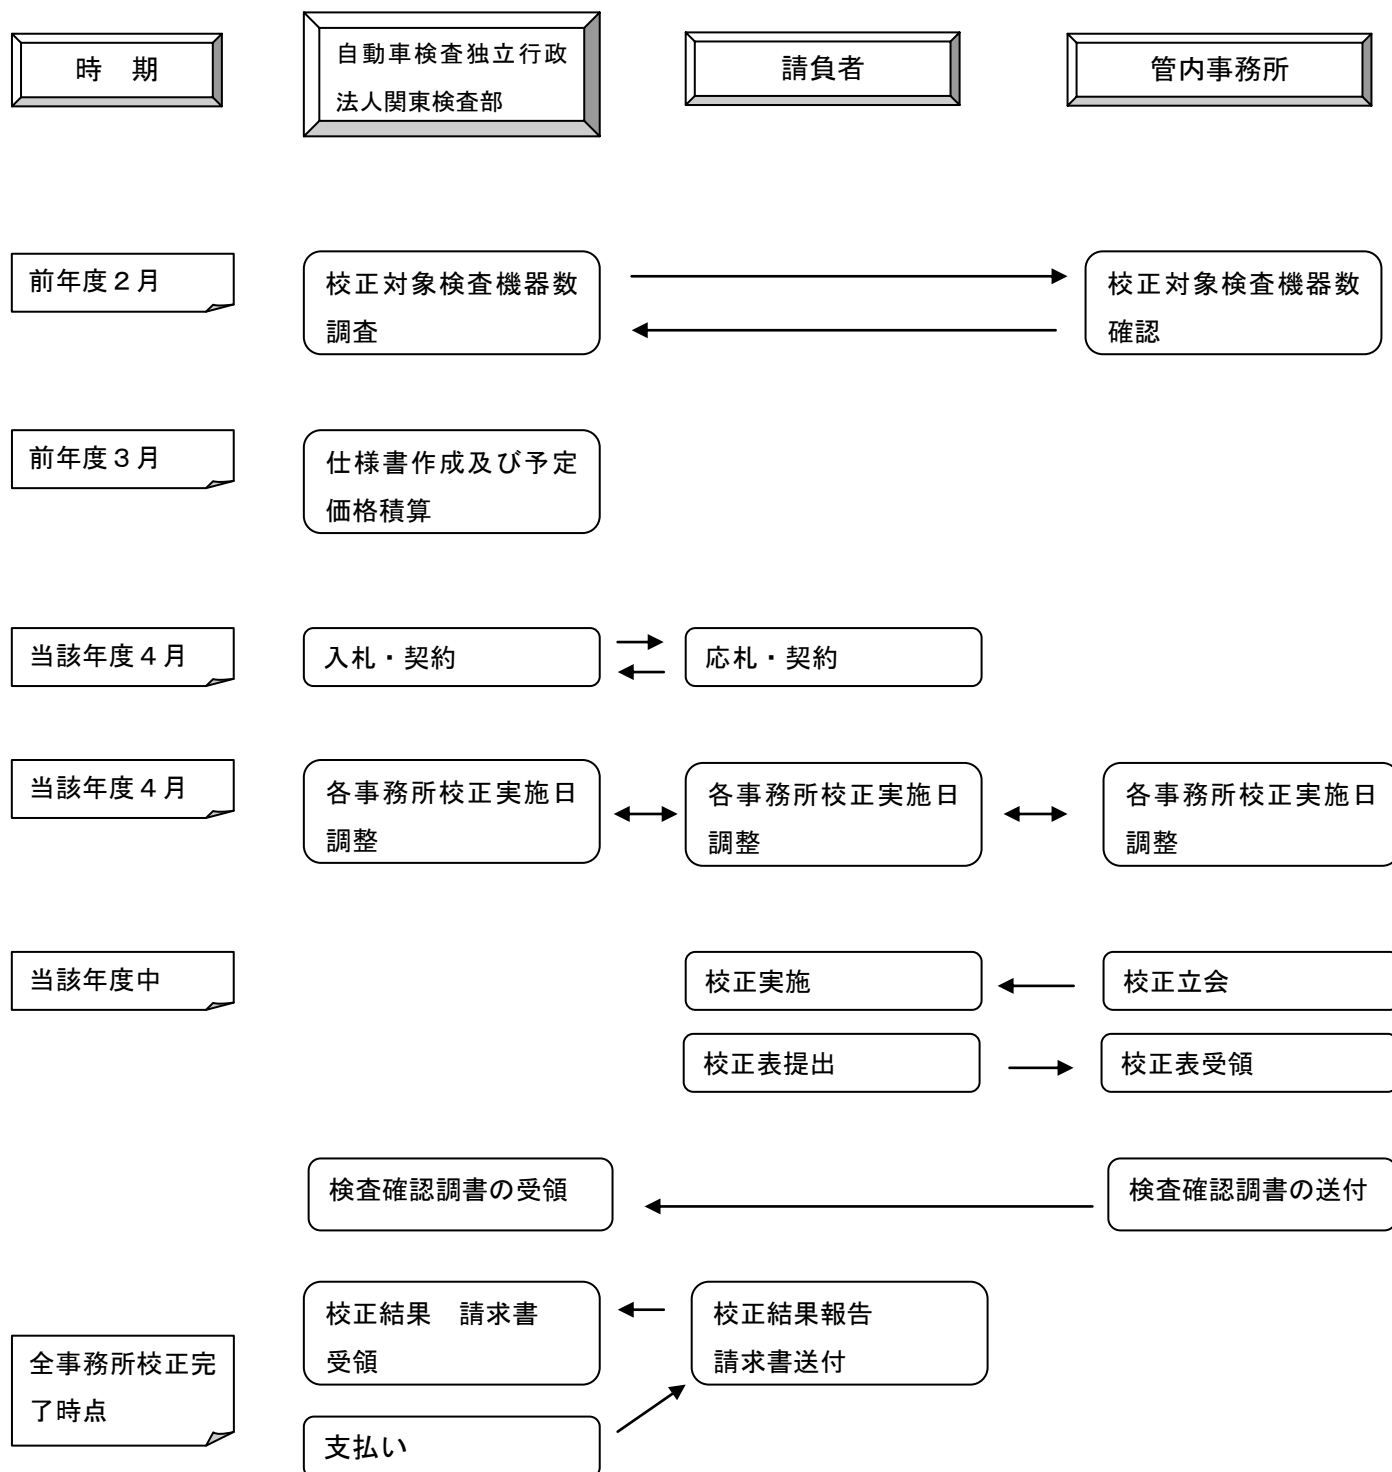 時　期
自動車検査独立行政
法人関東検査部
請負者
管内事務所
前年度２月
校正対象検査機器数
調査
校正対象検査機器数
確認
前年度３月
仕様書作成及び予定
価格積算
当該年度４月
入札・契約
応札・契約
当該年度４月
各事務所校正実施日
調整
各事務所校正実施日
調整
各事務所校正実施日
調整
当該年度中
校正実施
校正立会
校正表提出
校正表受領
検査確認調書の受領
検査確認調書の送付
全事務所校正完
了時点
校正結果　請求書
受領
校正結果報告
請求書送付
支払い